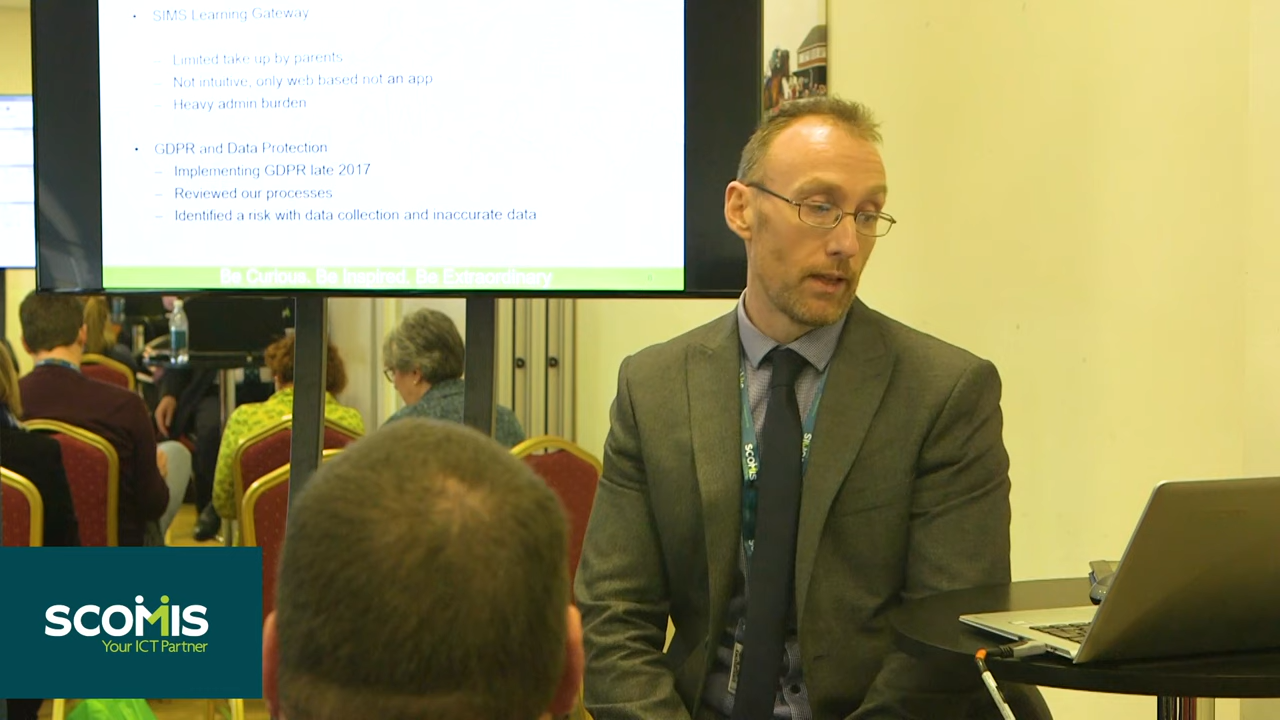 SIMS Learning Gateway
– Limited take up by parents
– Not intuitive, only web based not an app
– Heavy admin burden
GDPR and Data Protection
– Implementing GDPR late 2017
– Reviewed our processes
– Identified a risk with data collection and inaccurate data
Be Curious. Be Inspired. Be Extraordinary
SCOMIS
SCOMIS
Your ICT Partner